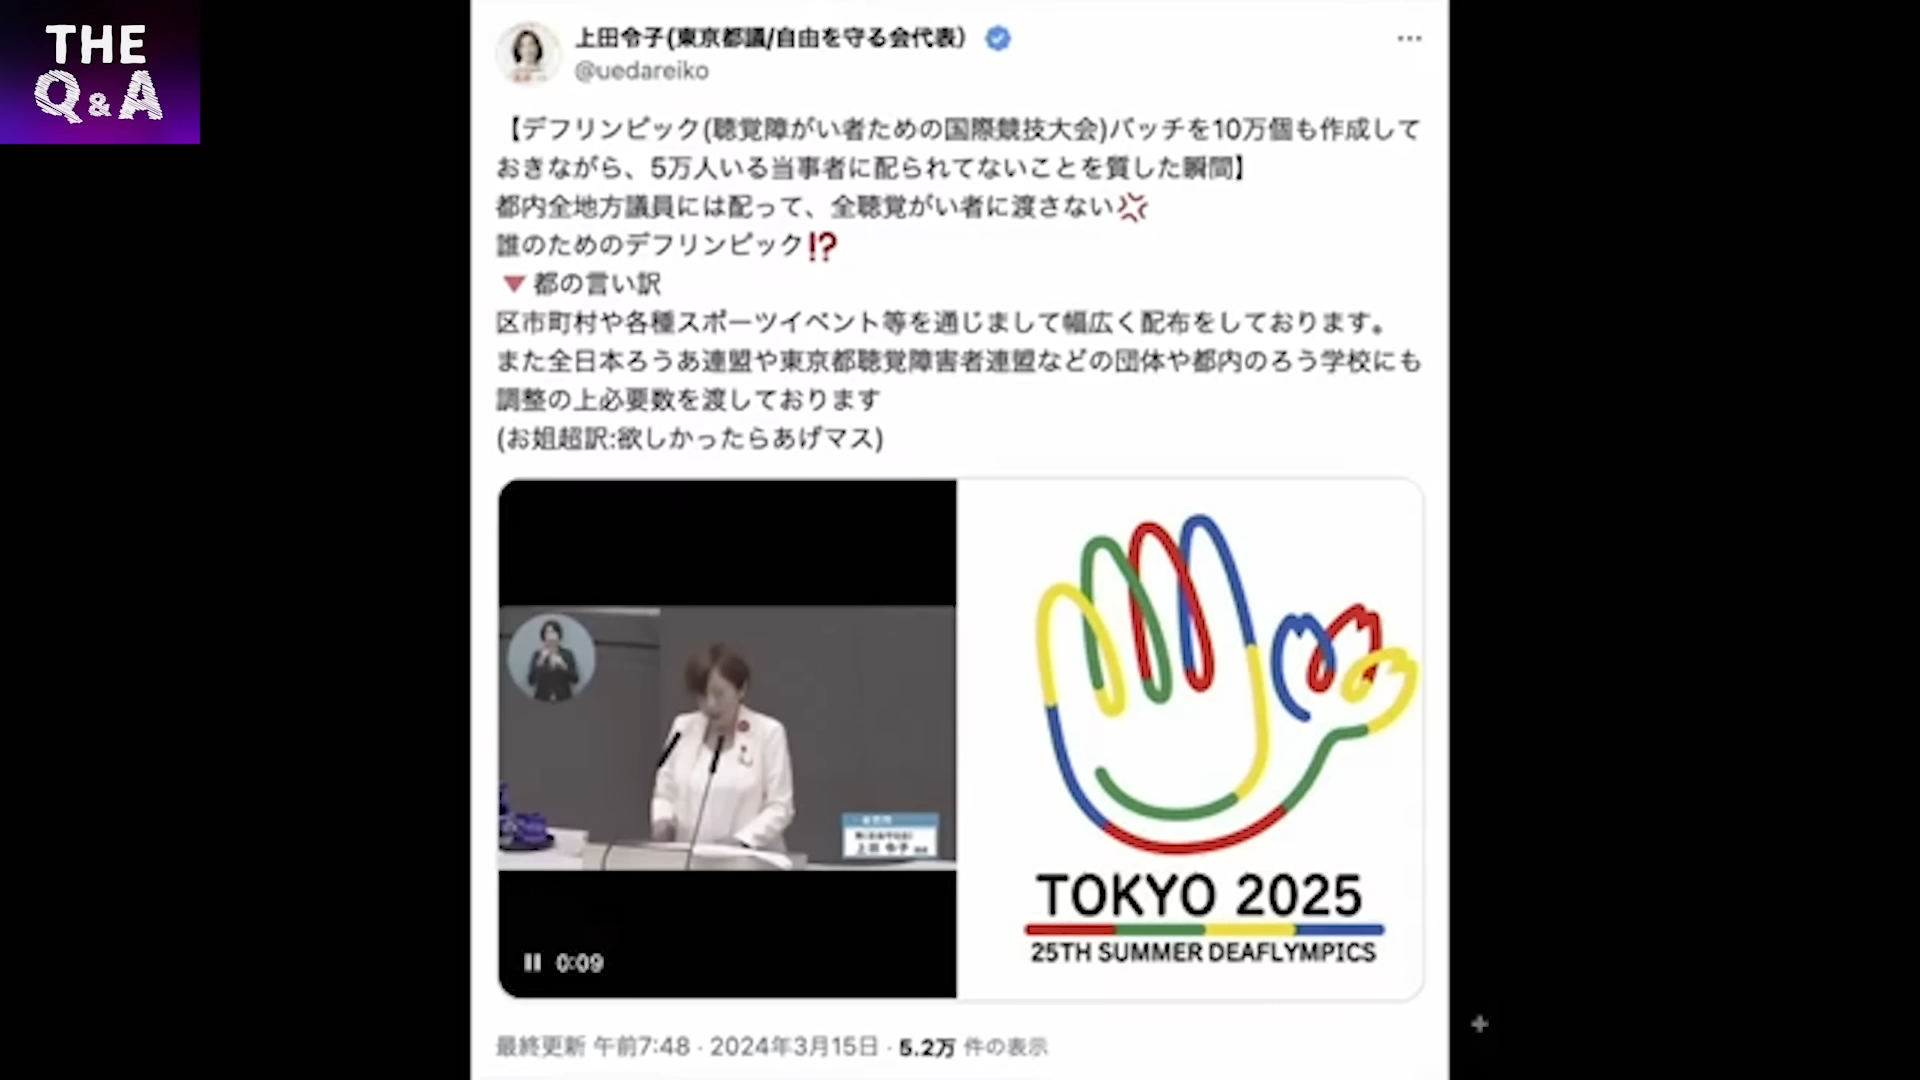 THE
Q&A
上田令子(東京都議/自由を守る会代表)
@uedareiko
【デフリンピック(聴覚障がい者ための国際競技大会)バッチを10万個も作成して
おきながら、5万人いる当事者に配られてないことを質した瞬間】
都内全地方議員には配って、全聴覚がい者に渡さない💢
誰のためのデフリンピック⁉️
🔻都の言い訳
区市町村や各種スポーツイベント等を通じまして幅広く配布をしております。
また全日本ろうあ連盟や東京都聴覚障害者連盟などの団体や都内のろう学校にも
調整の上必要数を渡しております
(お姐超訳:欲しかったらあげマス)
上田 令子
0:09
TOKYO 2025
25TH SUMMER DEAFLYMPICS
最終更新 午前7:48 · 2024年3月15日 · 5.2万 件の表示